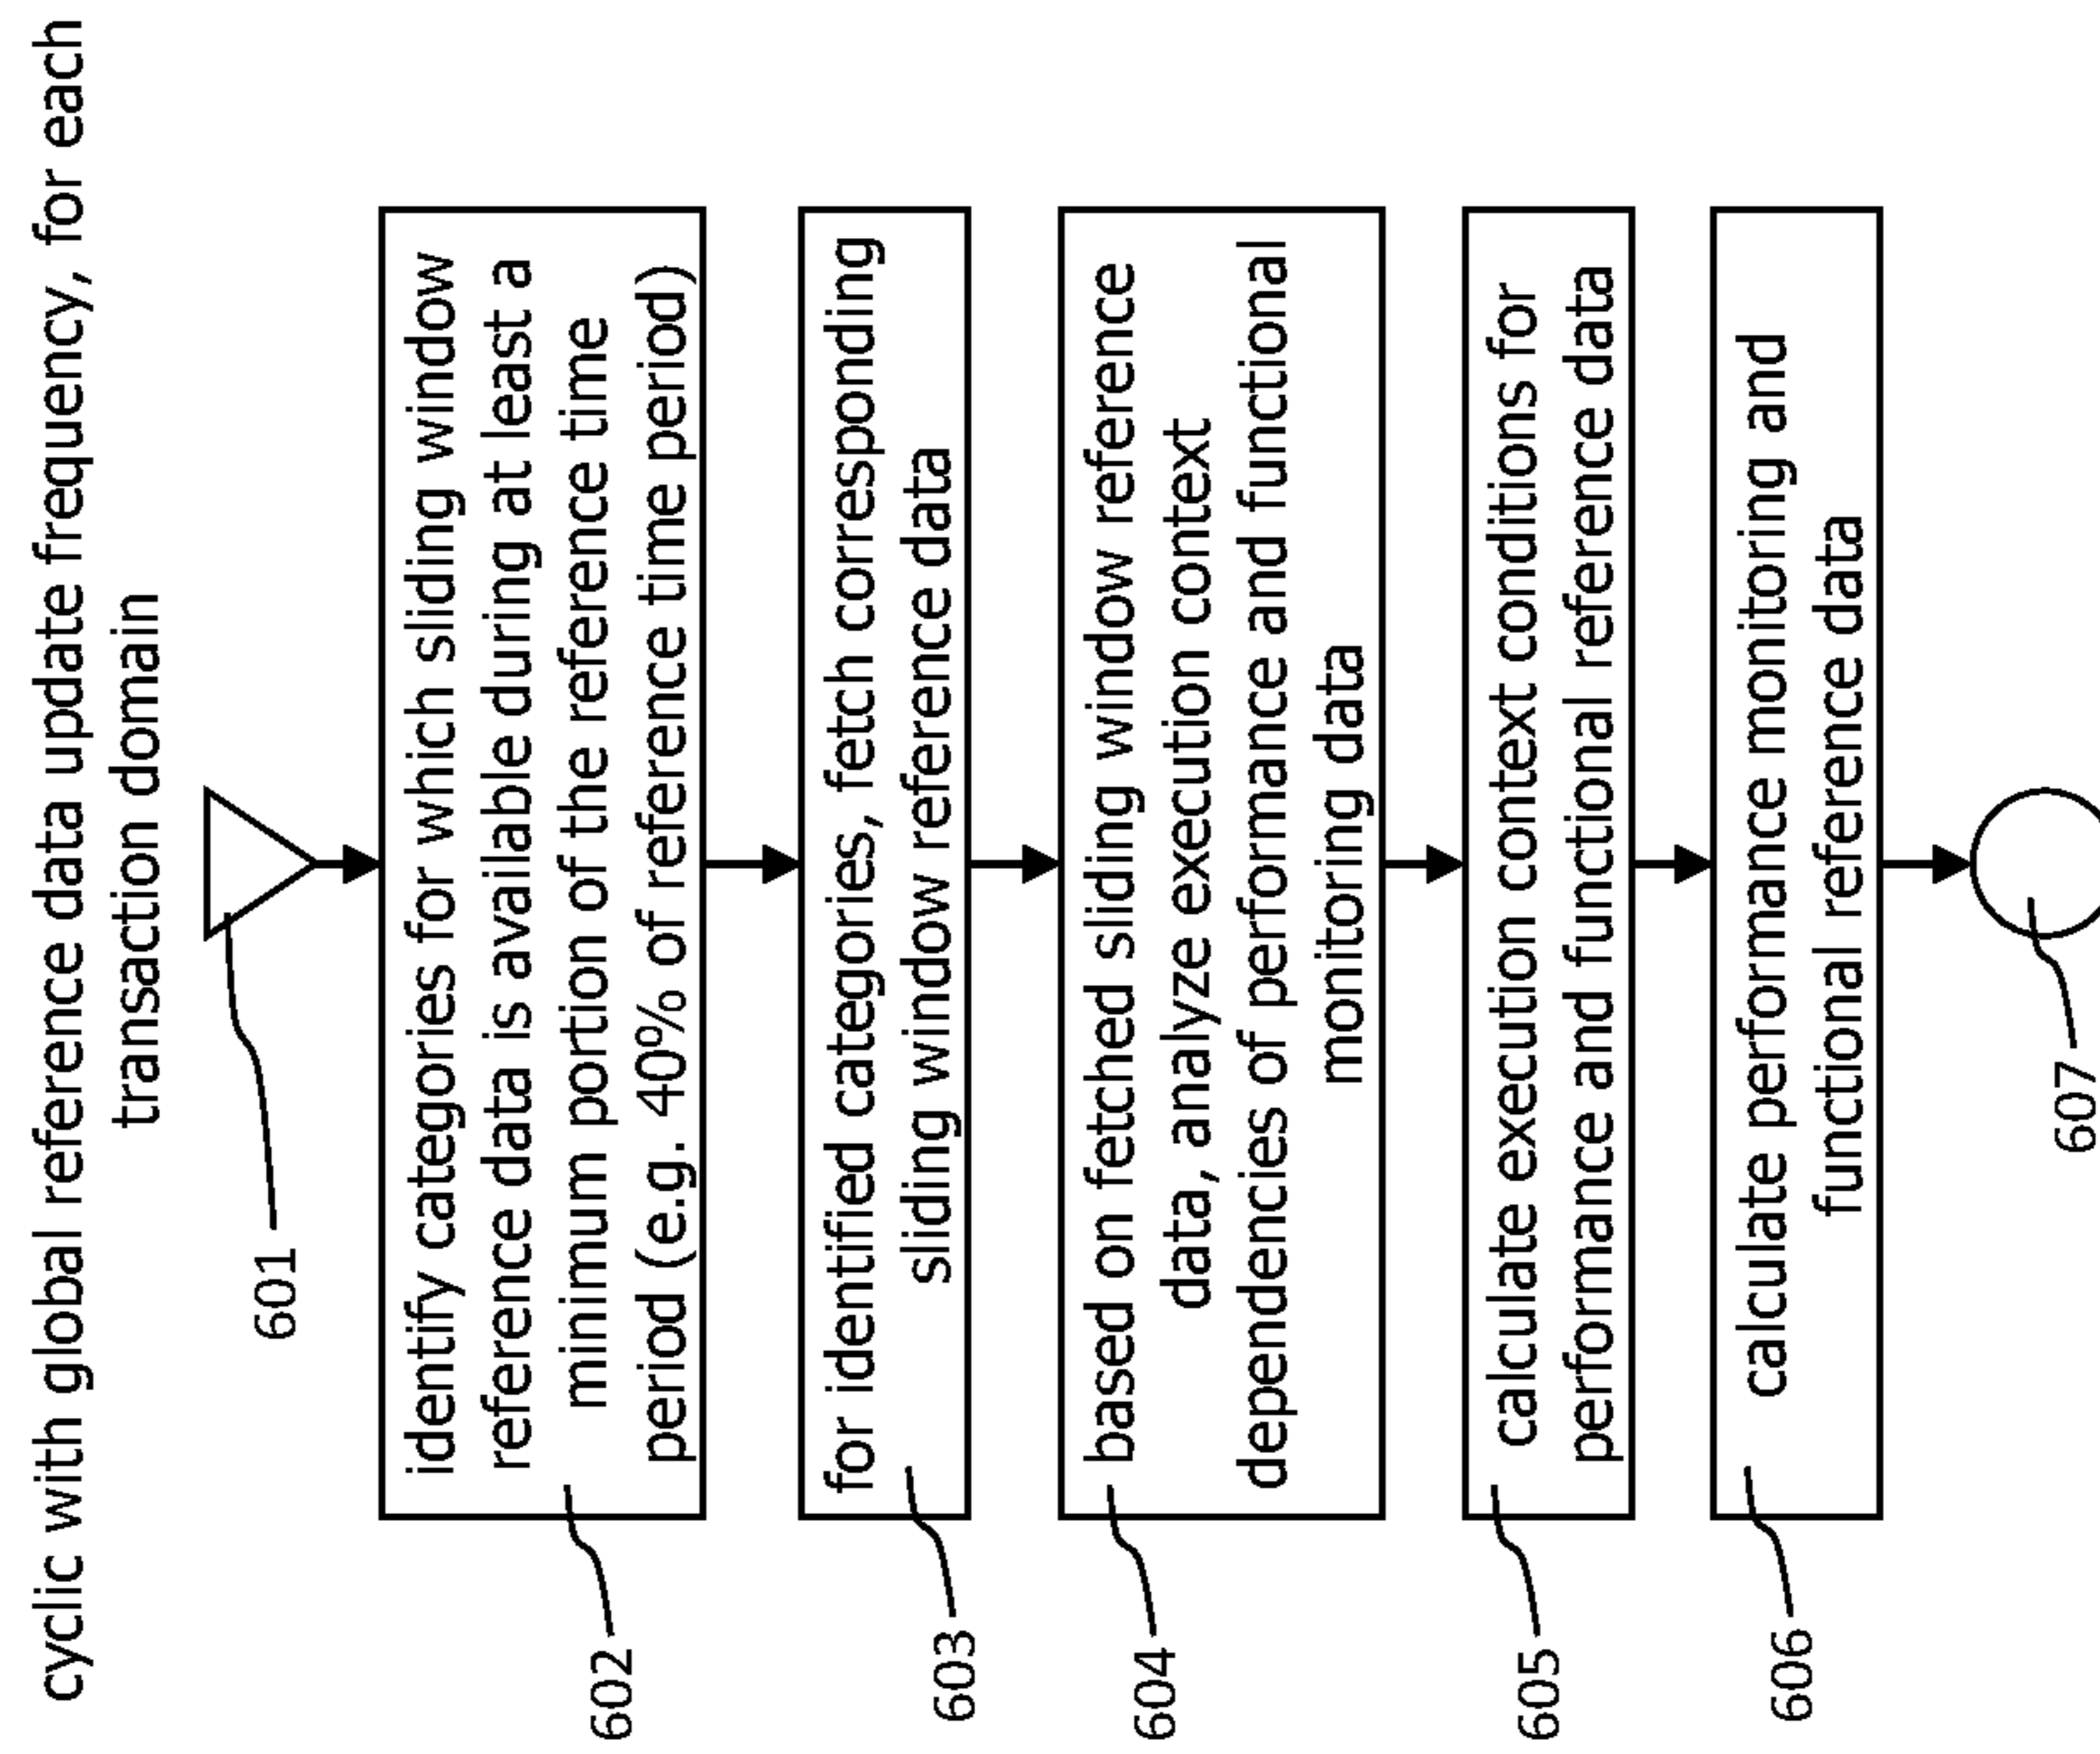 cyclic with global reference data update frequency, for each
transaction domain
601
identify categories for which sliding window
reference data is available during at least a
minimum portion of the reference time
period (e.g. 40% of reference time period)
602
for identified categories, fetch corresponding
sliding window reference data
603
based on fetched sliding window reference
data, analyze execution context
dependencies of performance and functional
monitoring data
604
calculate execution context conditions for
performance and functional reference data
605
calculate performance monitoring and
functional reference data
606
607